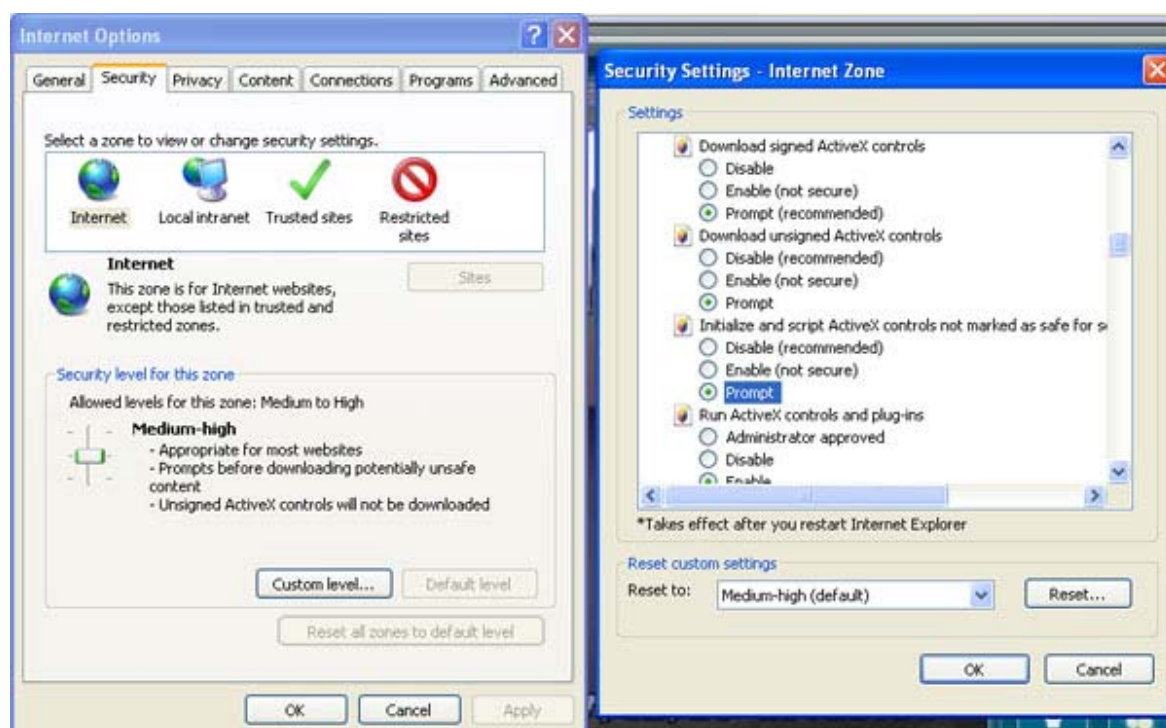 Internet Options
General Security Privacy Content Connections Programs Advanced
Select a zone to view or change security settings.
Internet Local intranet Trusted sites Restricted
sites
Internet
This zone is for Internet websites,
except those listed in trusted and
restricted zones.
Sites
Security level for this zone
Allowed levels for this zone: Medium to High
Medium-high
- Appropriate for most websites
- Prompts before downloading potentially unsafe
content
- Unsigned ActiveX controls will not be downloaded
Custom level... Default level
Reset all zones to default level
OK Cancel Apply
Security Settings - Internet Zone
Settings
Download signed ActiveX controls
Disable
Enable (not secure)
Prompt (recommended)
Download unsigned ActiveX controls
Disable (recommended)
Enable (not secure)
Prompt
Initialize and script ActiveX controls not marked as safe for s
Disable (recommended)
Enable (not secure)
Prompt
Run ActiveX controls and plug-ins
Administrator approved
Disable
Enable
*Takes effect after you restart Internet Explorer
Reset custom settings
Reset to: Medium-high (default) Reset...
OK Cancel